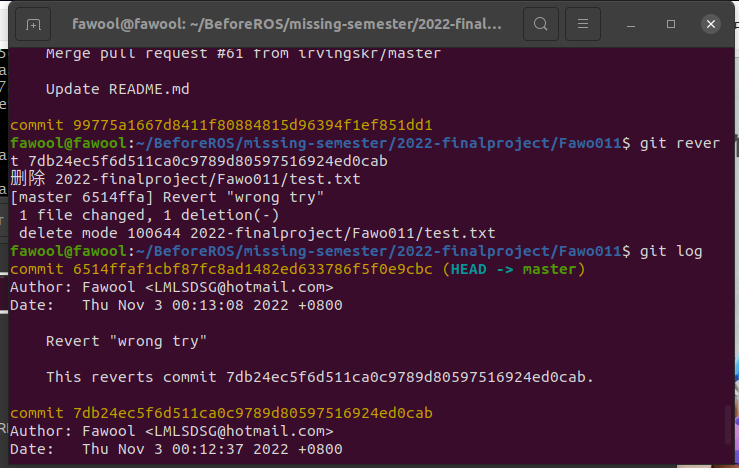 fawool@fawool: ~/BeforeROS/missing-semester/2022-final...
Merge pull request #61 from irvingskr/master
Update README.md
commit 99775a1667d8411f80884815d96394f1ef851dd1
fawool@fawool:~/BeforeROS/missing-semester/2022-finalproject/Fawo011$ git rever
t 7db24ec5f6d511ca0c9789d80597516924ed0cab
删除 2022-finalproject/Fawo011/test.txt
[master 6514ffa] Revert "wrong try"
1 file changed, 1 deletion(-)
delete mode 100644 2022-finalproject/Fawo011/test.txt
fawool@fawool:~/BeforeROS/missing-semester/2022-finalproject/Fawo011$ git log
commit 6514ffaf1cbf87fc8ad1482ed633786f5f0e9cbc (HEAD -> master)
Author: Fawool <LMLSDSG@hotmail.com>
Date:   Thu Nov 3 00:13:08 2022 +0800
Revert "wrong try"
This reverts commit 7db24ec5f6d511ca0c9789d80597516924ed0cab.
commit 7db24ec5f6d511ca0c9789d80597516924ed0cab
Author: Fawool <LMLSDSG@hotmail.com>
Date:   Thu Nov 3 00:12:37 2022 +0800